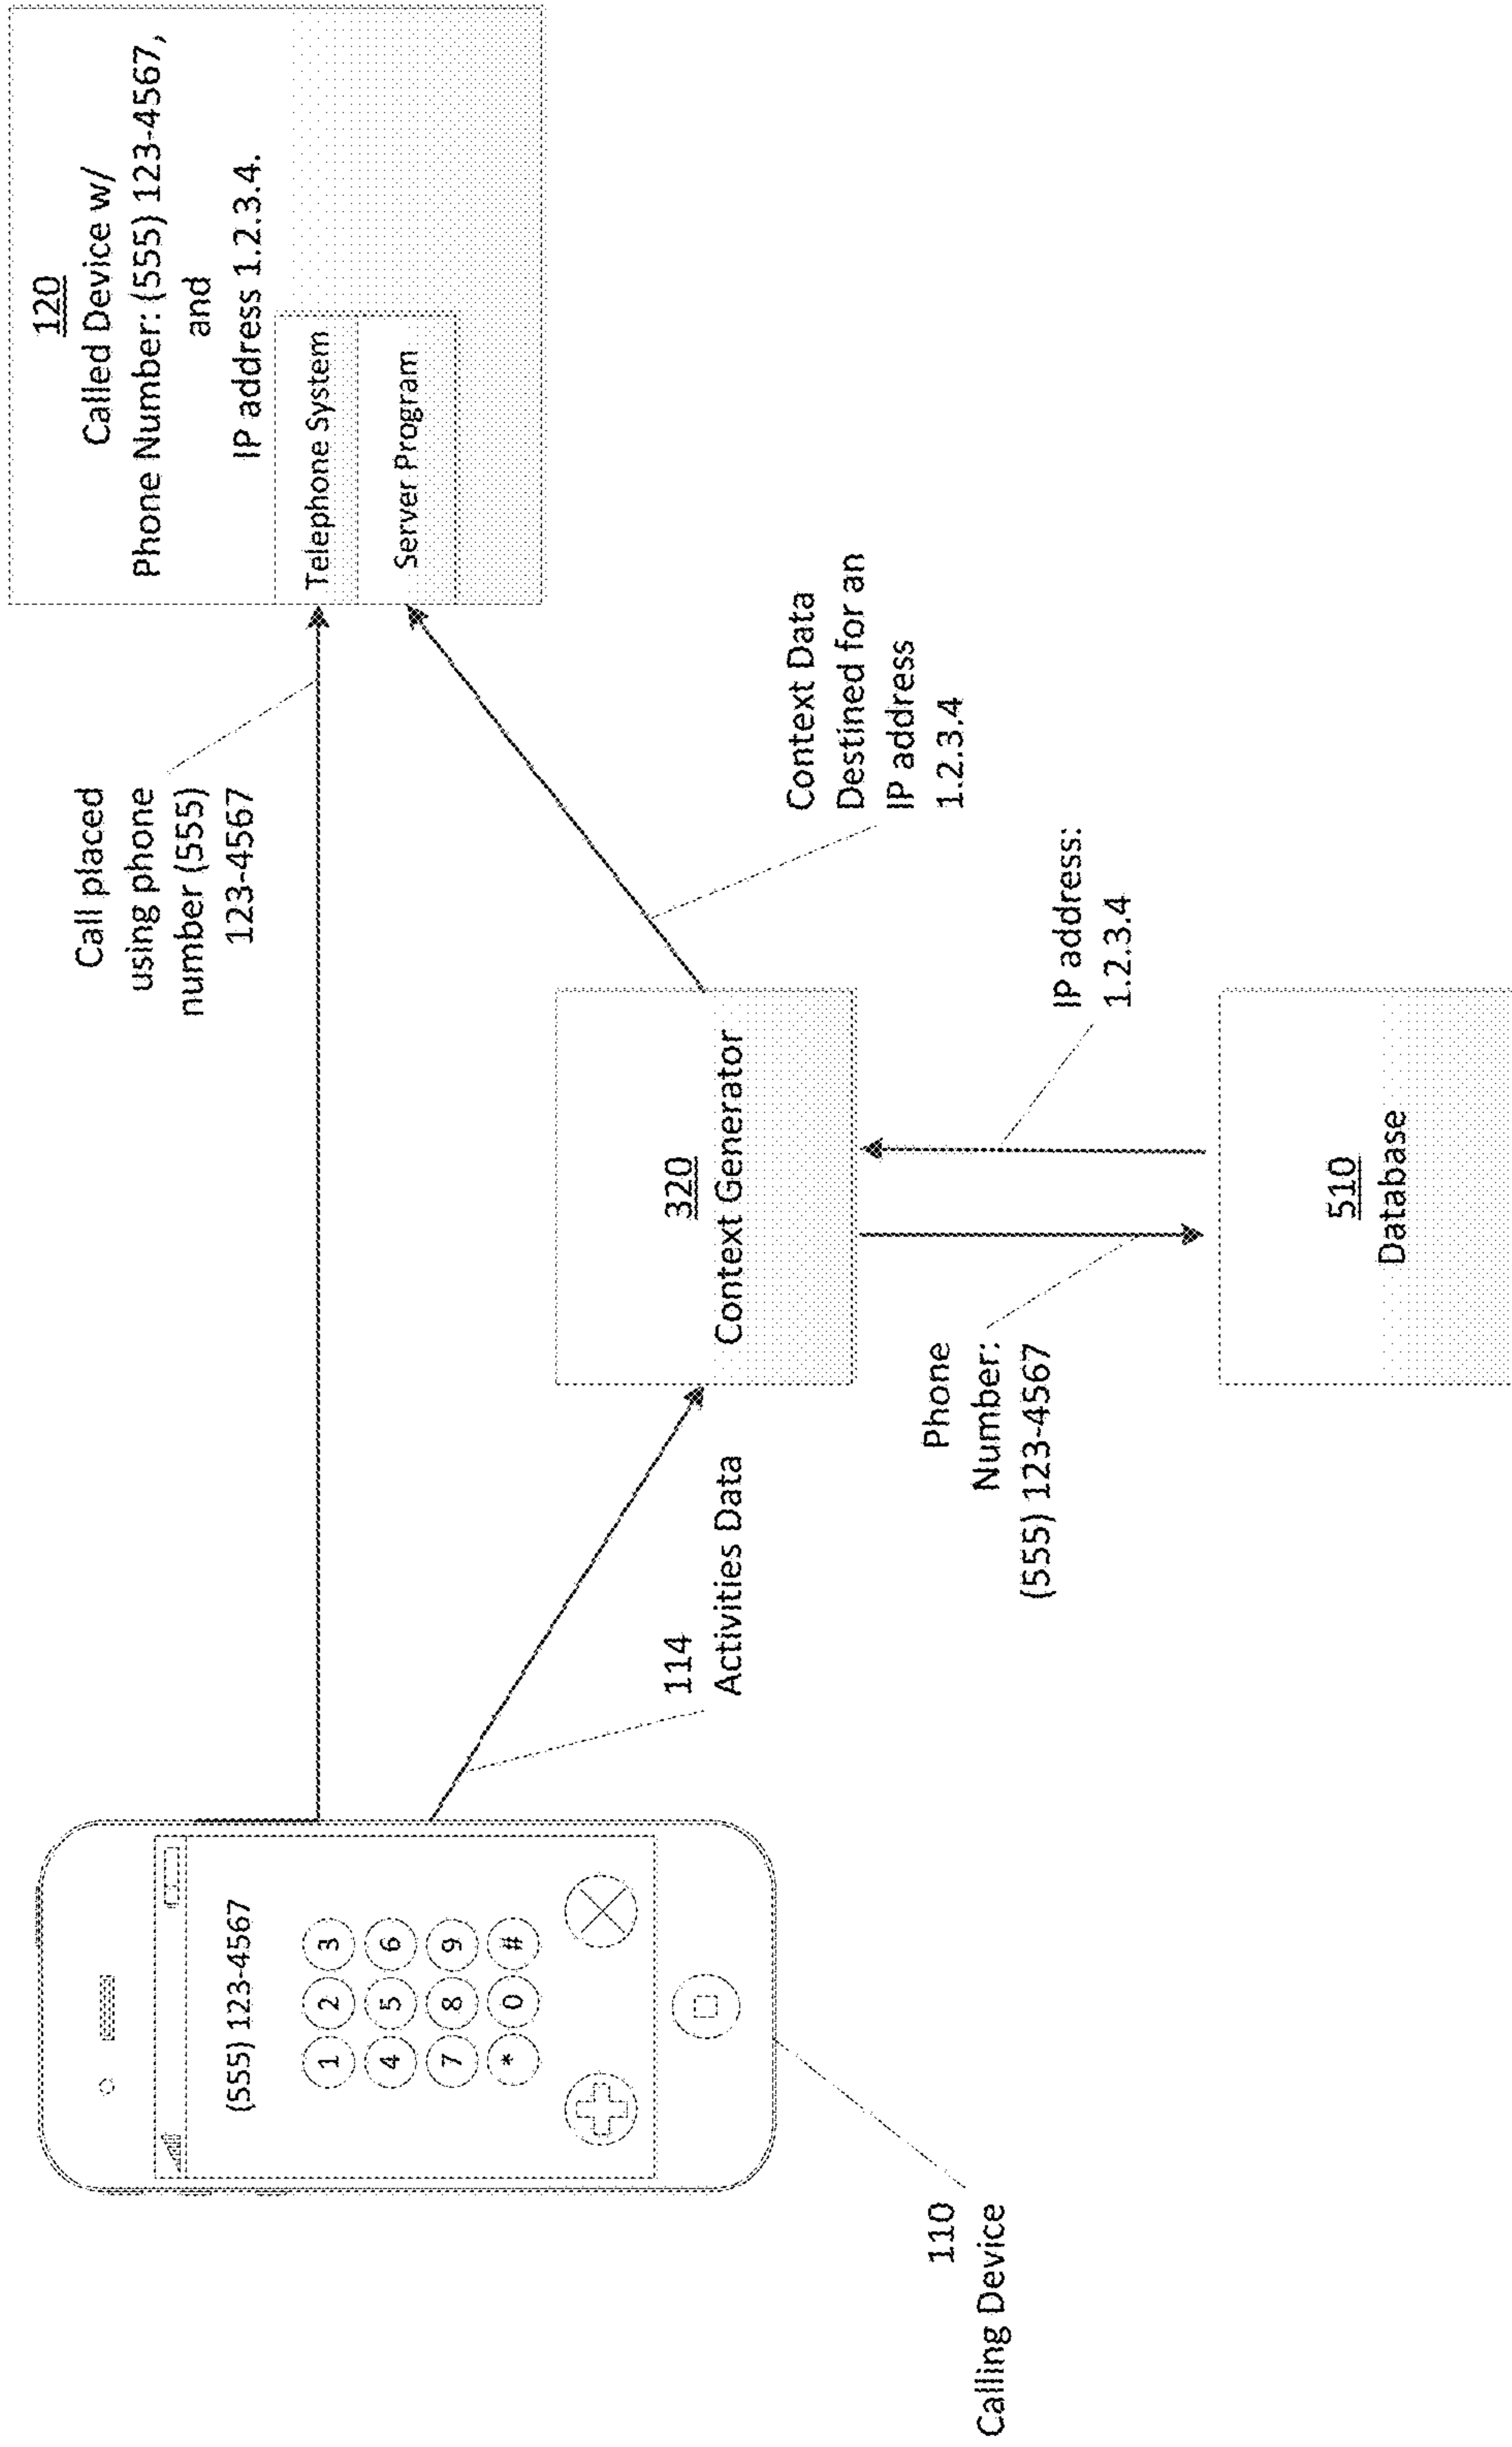 (555) 123-4567
1 2 3
4 5 6
7 8 9
* 0 #
110
Calling Device
114
Activities Data
Call placed
using phone
number (555)
123-4567
320
Context Generator
Phone
Number:
(555) 123-4567
IP address:
1.2.3.4
510
Database
Context Data
Destined for an
IP address
1.2.3.4
120
Called Device w/
Phone Number: (555) 123-4567,
and
IP address 1.2.3.4.
Telephone System
Server Program